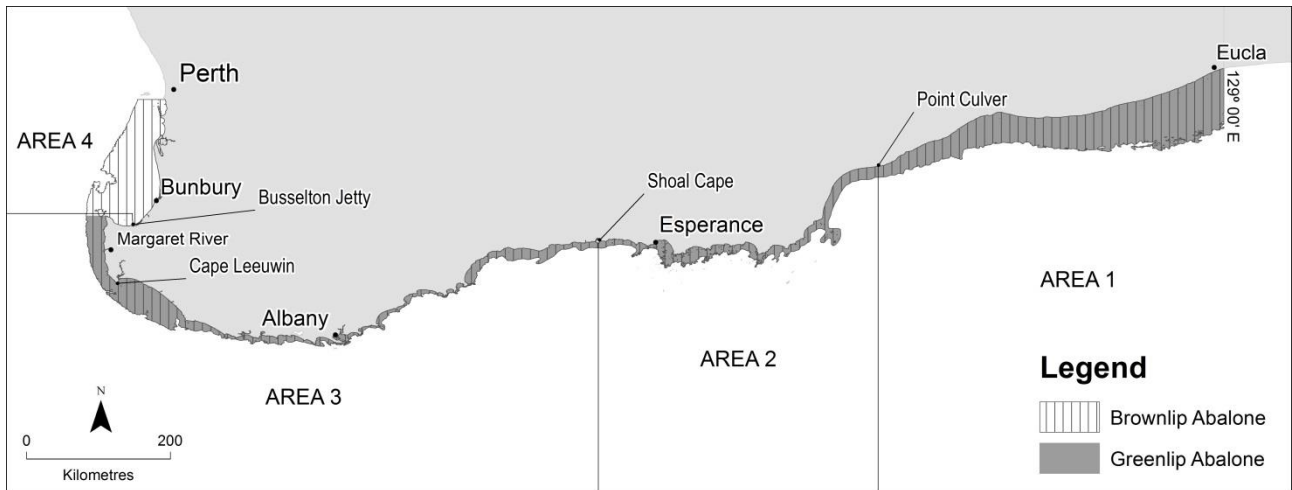 Perth
Eucla
129° 00' E
Point Culver
AREA 4
Bunbury
Busselton Jetty
Shoal Cape
Esperance
Margaret River
Cape Leeuwin
AREA 1
Albany
AREA 2
AREA 3
Legend
Brownlip Abalone
Greenlip Abalone
N
0 200
Kilometres